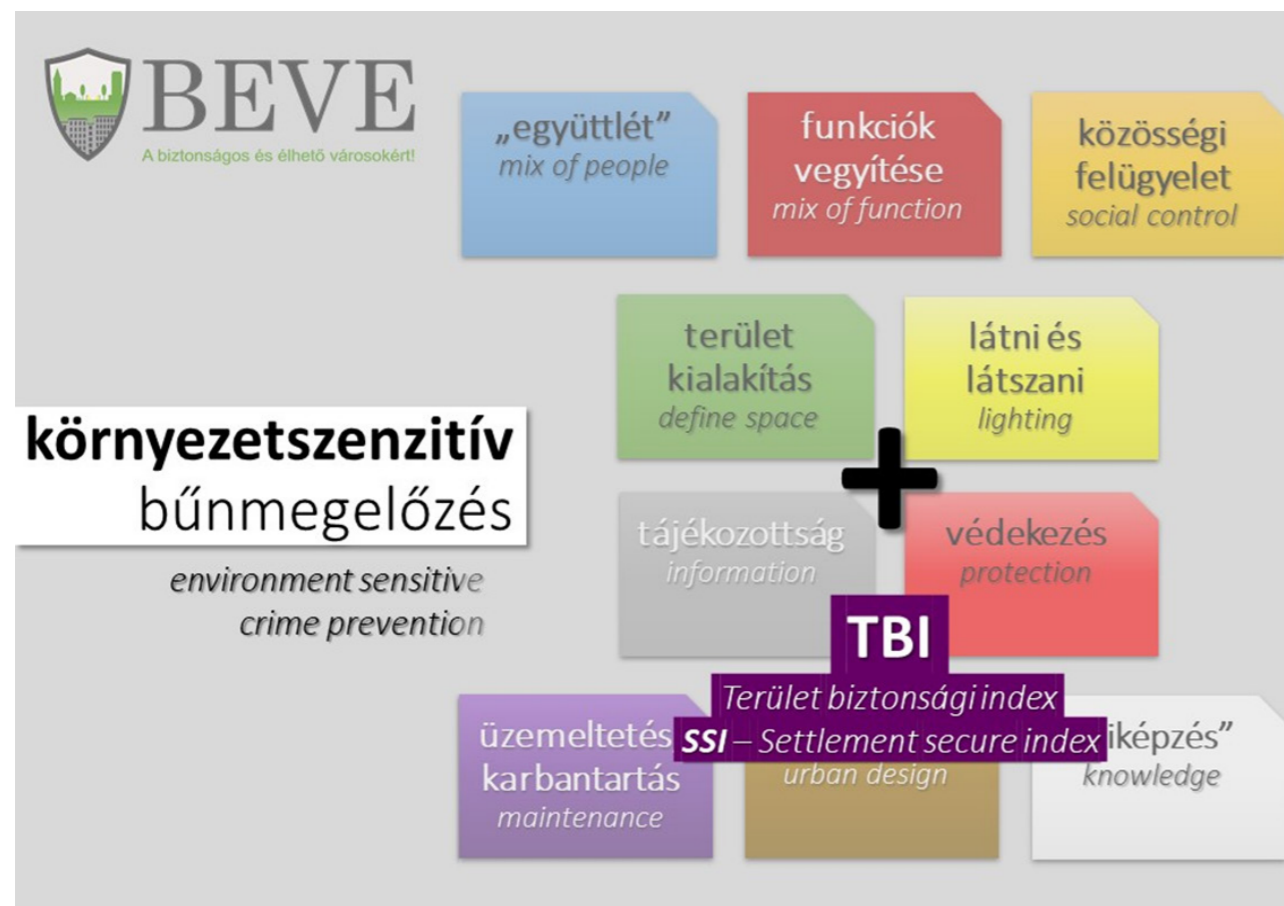 BEVE
A biztonságos és élhető városokért!
„együttlét”
mix of people
funkciók
vegyítése
mix of function
közösségi
felügyelet
social control
terület
kialakítás
define space
látni és
látszani
lighting
környezetszenzitív
bűnmegelőzés
environment sensitive
crime prevention
+
tájékozottság
information
védekezés
protection
TBI
Terület biztonsági index
SSI – Settlement secure index
üzemeltetés
karbantartás
maintenance
urban design
knowledge